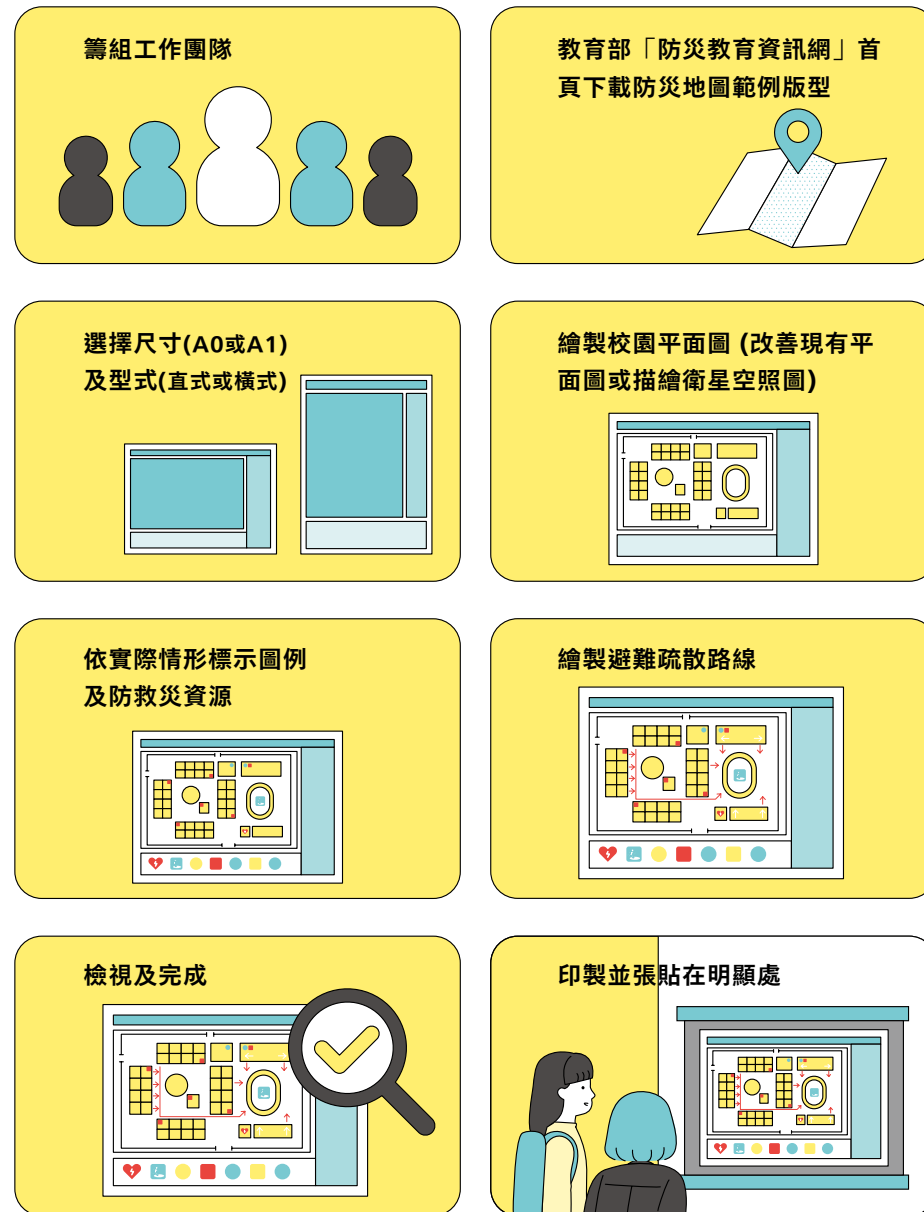 籌組工作團隊
教育部「防災教育資訊網」首
頁下載防災地圖範例版型
選擇尺寸(A0或A1)
及型式(直式或橫式)
繪製校園平面圖 (改善現有平
面圖或描繪衛星空照圖)
依實際情形標示圖例
及防救災資源
繪製避難疏散路線
檢視及完成
印製並張貼在明顯處